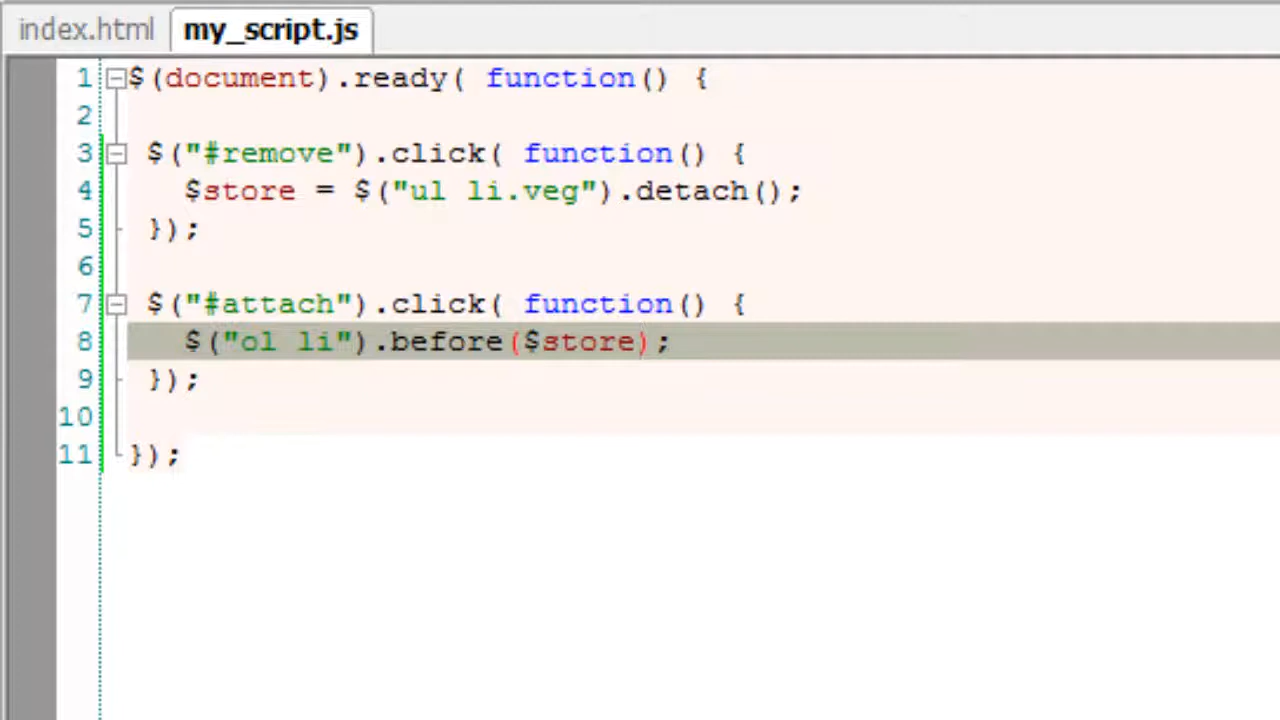 index.html my_script.js
1 $(document).ready( function() {
2
3 $("#remove").click( function() {
4 $store = $("ul li.veg").detach();
5 });
6
7 $("#attach").click( function() {
8 $("ol li").before($store);
9 });
10
11 });